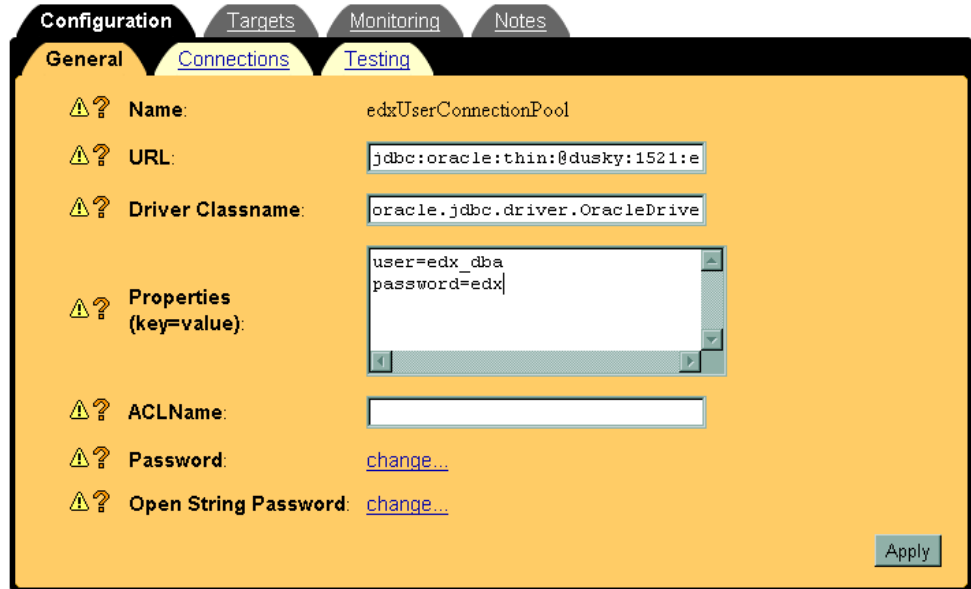 Configuration Targets Monitoring Notes
General Connections Testing
Name: edxUserConnectionPool
URL: jdbc:oracle:thin:@dusky:1521:e
Driver Classname: oracle.jdbc.driver.OracleDrive
user=edx_dba
password=edx
Properties
(key=value):
ACLName:
Password: change...
Open String Password: change...
Apply